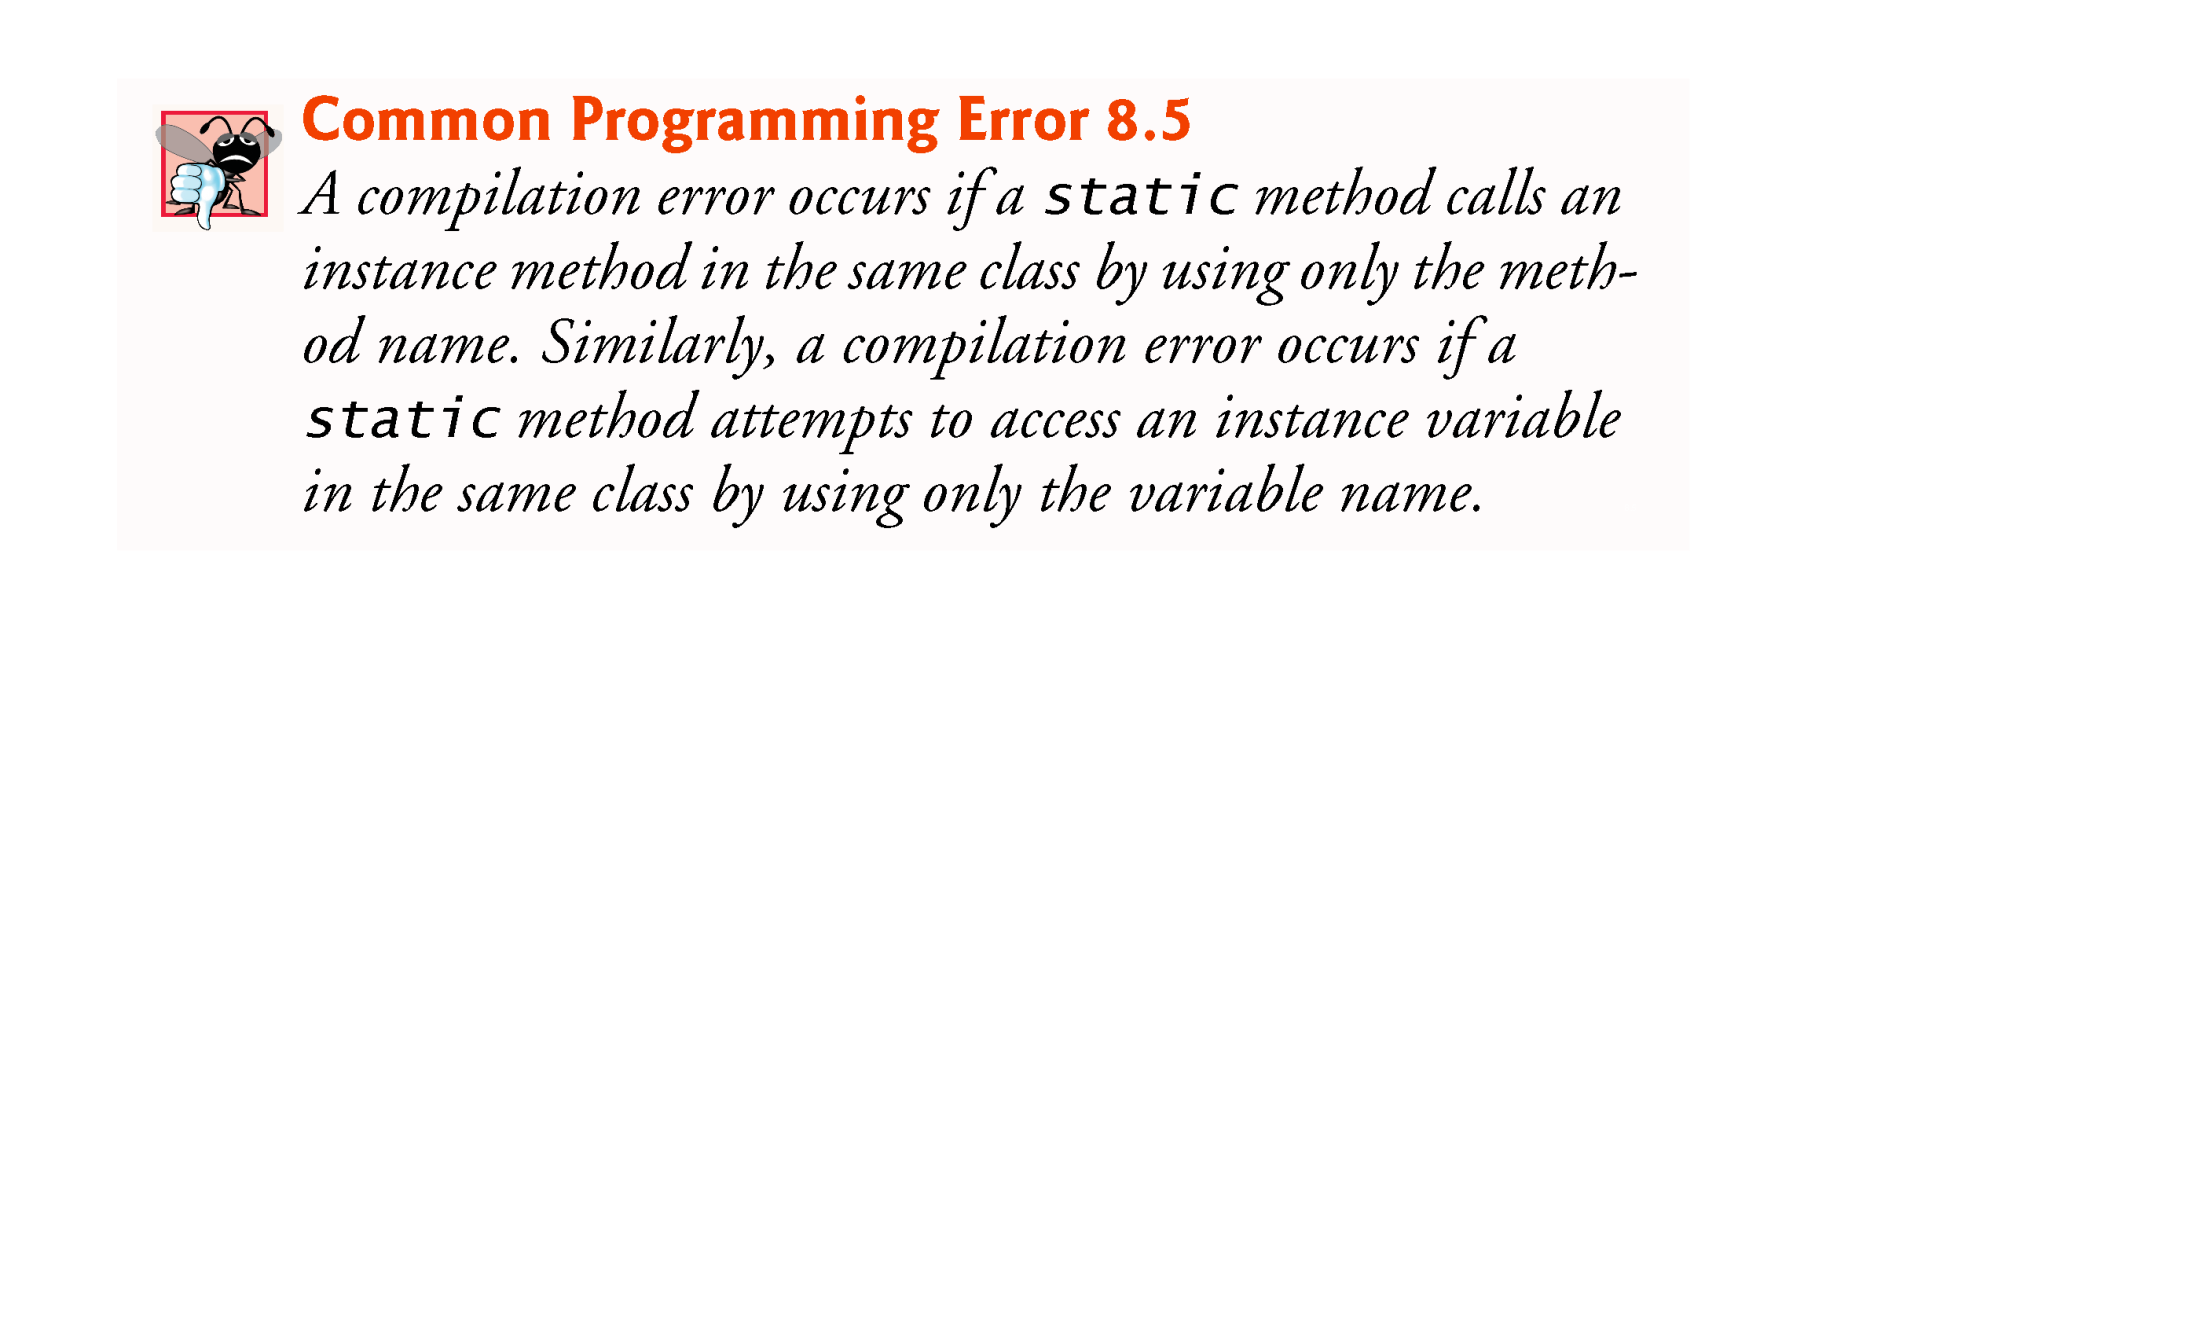 Common Programming Error 8.5
A compilation error occurs if a static method calls an
instance method in the same class by using only the meth-
od name. Similarly, a compilation error occurs if a
static method attempts to access an instance variable
in the same class by using only the variable name.